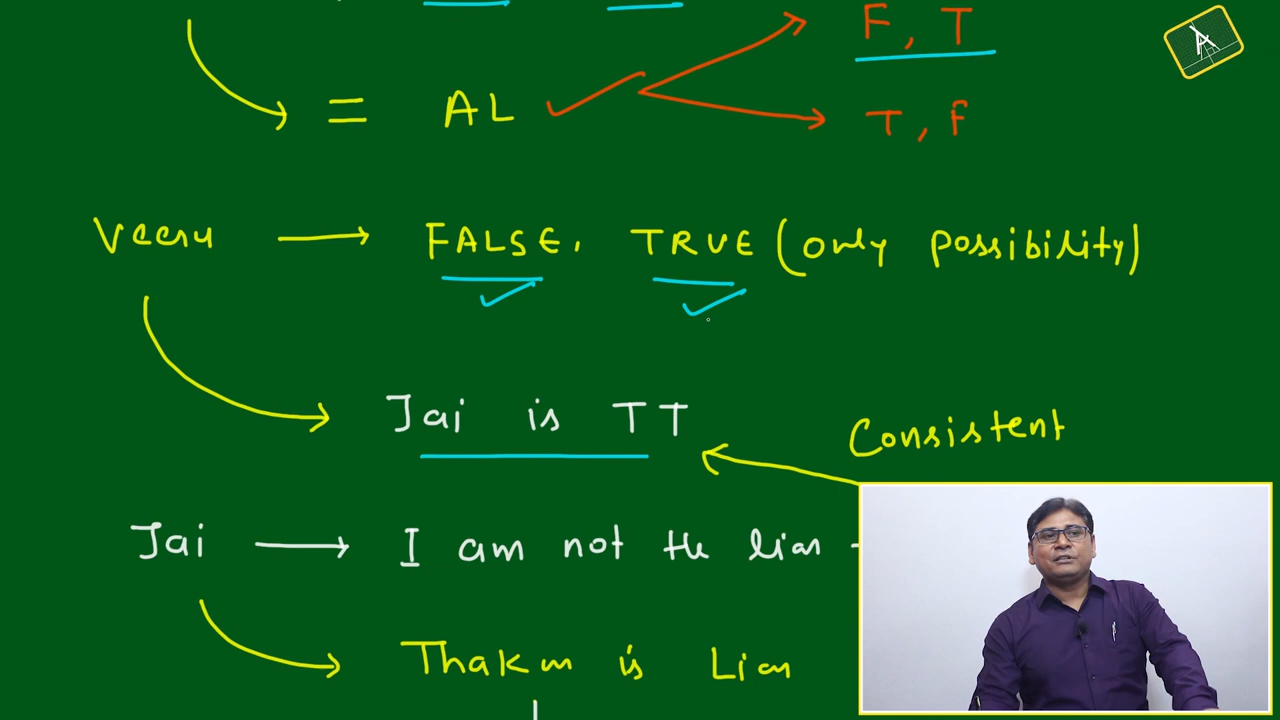 F, T
= AL
T, F
Veeru → FALSE, TRUE (only possibility)
Jai is TT
Consistent
Jai → I am not the liar
Thakur is Liar